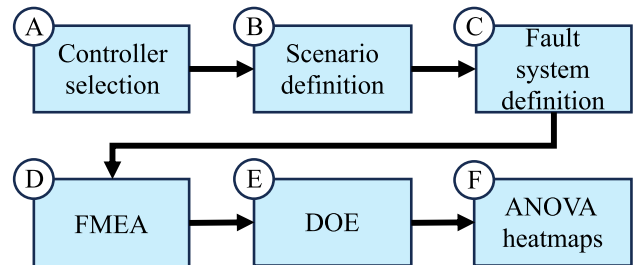 A
Controller
selection
B
Scenario
definition
C
Fault
system
definition
D
FMEA
E
DOE
F
ANOVA
heatmaps